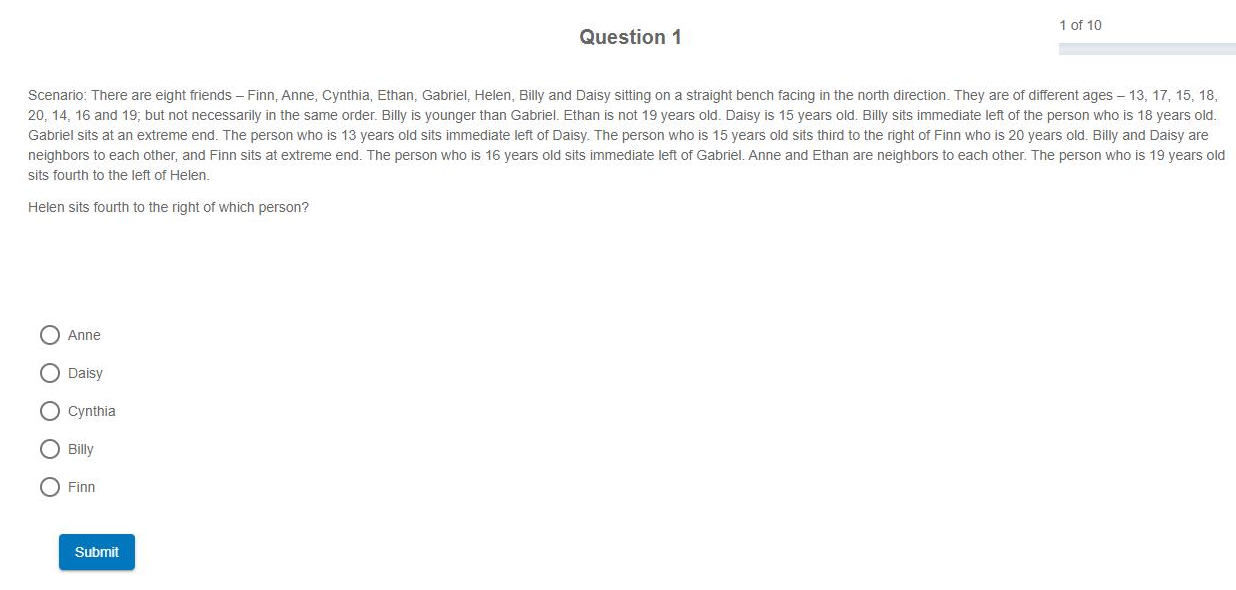 1 of 10
Question 1
Scenario: There are eight friends – Finn, Anne, Cynthia, Ethan, Gabriel, Helen, Billy and Daisy sitting on a straight bench facing in the north direction. They are of different ages – 13, 17, 15, 18,
20, 14, 16 and 19; but not necessarily in the same order. Billy is younger than Gabriel. Ethan is not 19 years old. Daisy is 15 years old. Billy sits immediate left of the person who is 18 years old.
Gabriel sits at an extreme end. The person who is 13 years old sits immediate left of Daisy. The person who is 15 years old sits third to the right of Finn who is 20 years old. Billy and Daisy are
neighbors to each other, and Finn sits at extreme end. The person who is 16 years old sits immediate left of Gabriel. Anne and Ethan are neighbors to each other. The person who is 19 years old
sits fourth to the left of Helen.
Helen sits fourth to the right of which person?
Anne
Daisy
Cynthia
Billy
Finn
Submit